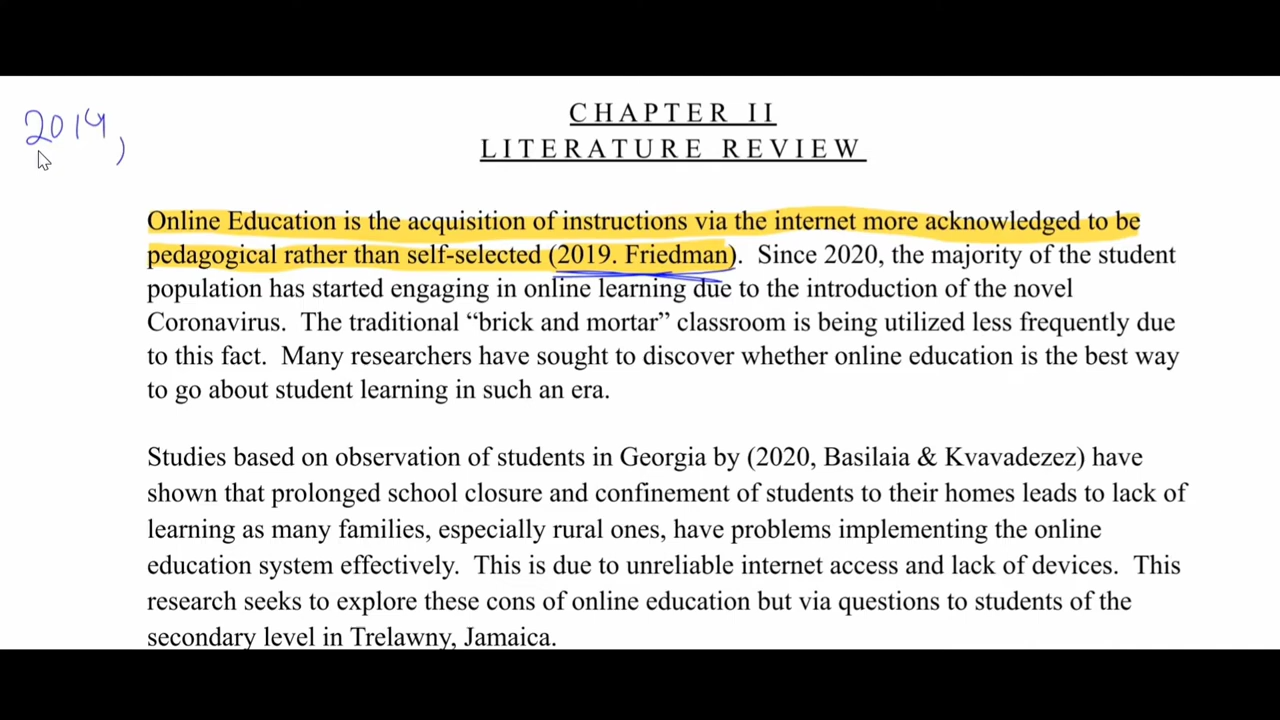 2014,
CHAPTER II
LITERATURE REVIEW
Online Education is the acquisition of instructions via the internet more acknowledged to be
pedagogical rather than self-selected (2019. Friedman). Since 2020, the majority of the student
population has started engaging in online learning due to the introduction of the novel
Coronavirus. The traditional “brick and mortar” classroom is being utilized less frequently due
to this fact. Many researchers have sought to discover whether online education is the best way
to go about student learning in such an era.
Studies based on observation of students in Georgia by (2020, Basilaia & Kvavadezez) have
shown that prolonged school closure and confinement of students to their homes leads to lack of
learning as many families, especially rural ones, have problems implementing the online
education system effectively. This is due to unreliable internet access and lack of devices. This
research seeks to explore these cons of online education but via questions to students of the
secondary level in Trelawny, Jamaica.